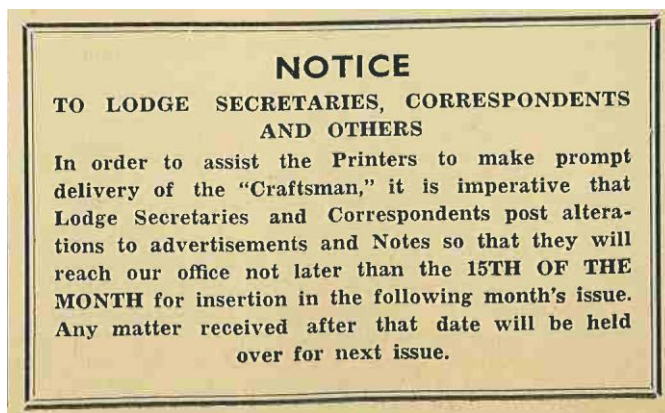 NOTICE
TO LODGE SECRETARIES, CORRESPONDENTS
AND OTHERS
In order to assist the Printers to make prompt
delivery of the "Craftsman," it is imperative that
Lodge Secretaries and Correspondents post altera-
tions to advertisements and Notes so that they will
reach our office not later than the 15TH OF THE
MONTH for insertion in the following month's issue.
Any matter received after that date will be held
over for next issue.